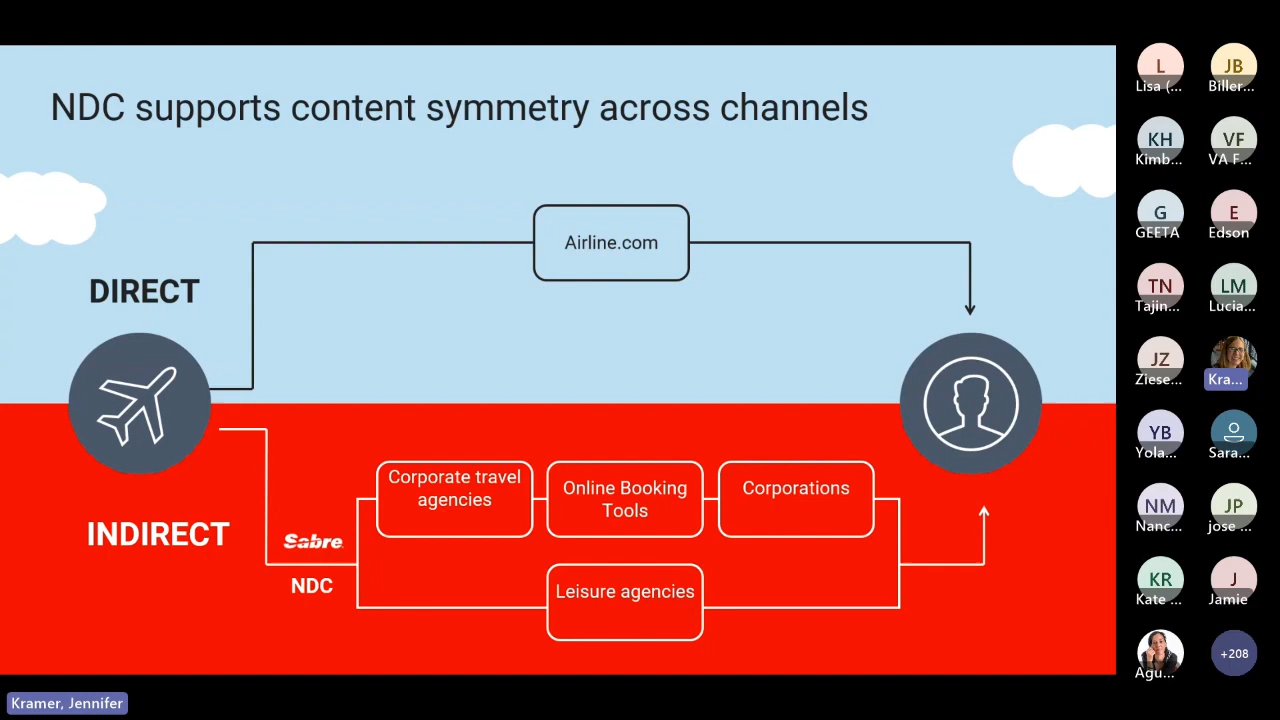 NDC supports content symmetry across channels
Airline.com
DIRECT
Corporate travel
agencies
Online Booking
Tools
Corporations
INDIRECT
Sabre
NDC
Leisure agencies
L
Lisa (...
JB
Biller...
KH
Kimb...
VF
VA F...
G
GEETA
E
Edson
TN
Tajin...
LM
Lucia...
JZ
Ziese...
Kra...
YB
Yola...
Sara...
NM
Nanc...
JP
jose ...
KR
Kate ...
J
Jamie
Agu...
+208
Kramer, Jennifer